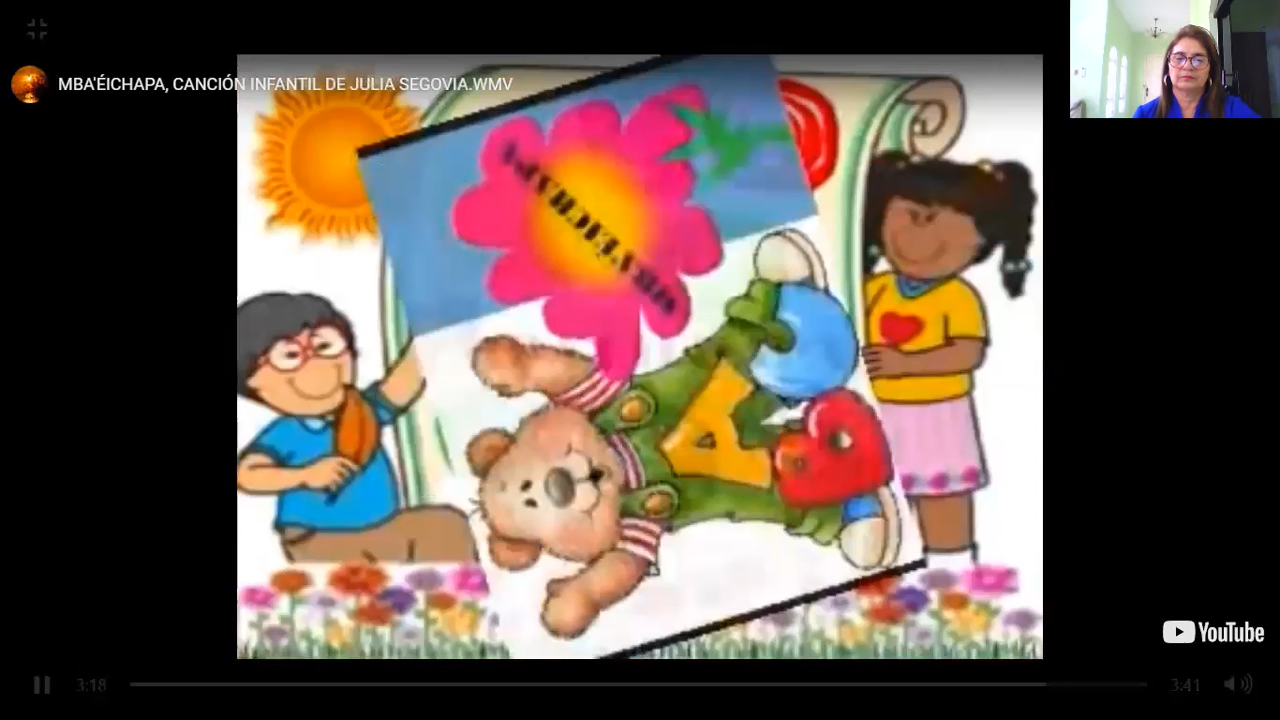 MBA'ÉICHAPA, CANCIÓN INFANTIL DE JULIA SEGOVIA.WMV
A
YouTube
3:18
3:41